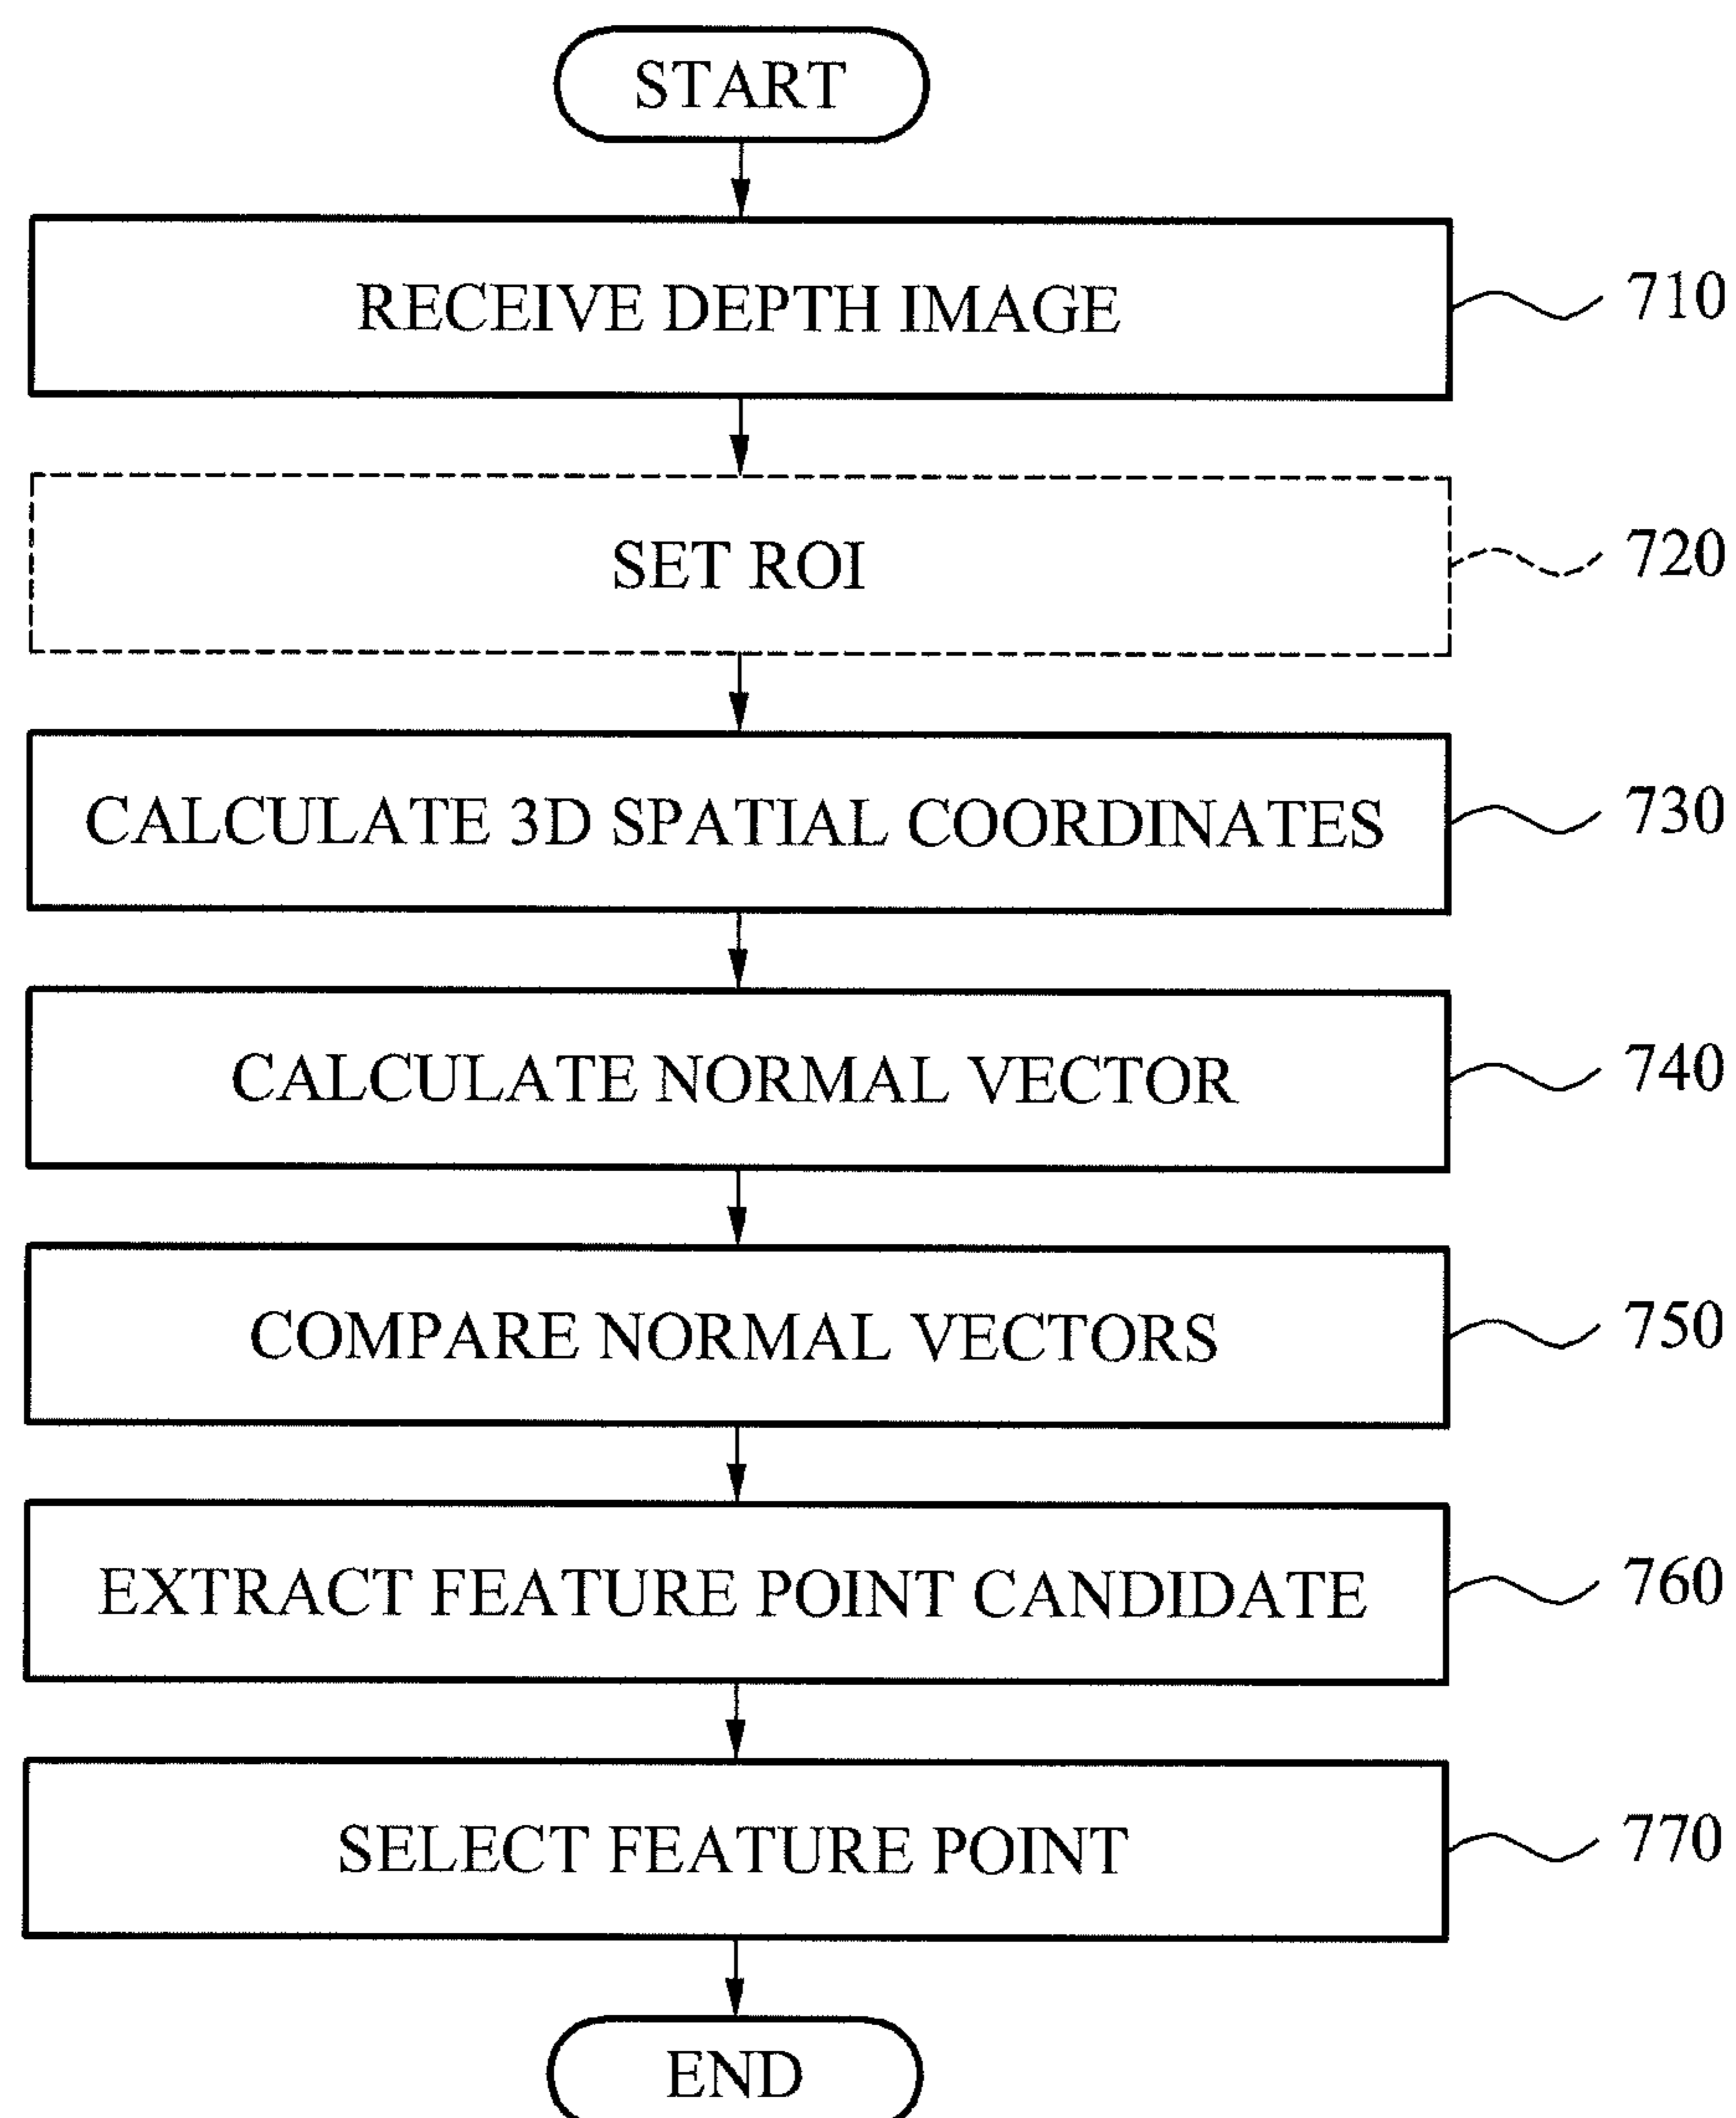 START
RECEIVE DEPTH IMAGE
710
SET ROI
720
CALCULATE 3D SPATIAL COORDINATES
730
CALCULATE NORMAL VECTOR
740
COMPARE NORMAL VECTORS
750
EXTRACT FEATURE POINT CANDIDATE
760
SELECT FEATURE POINT
770
END